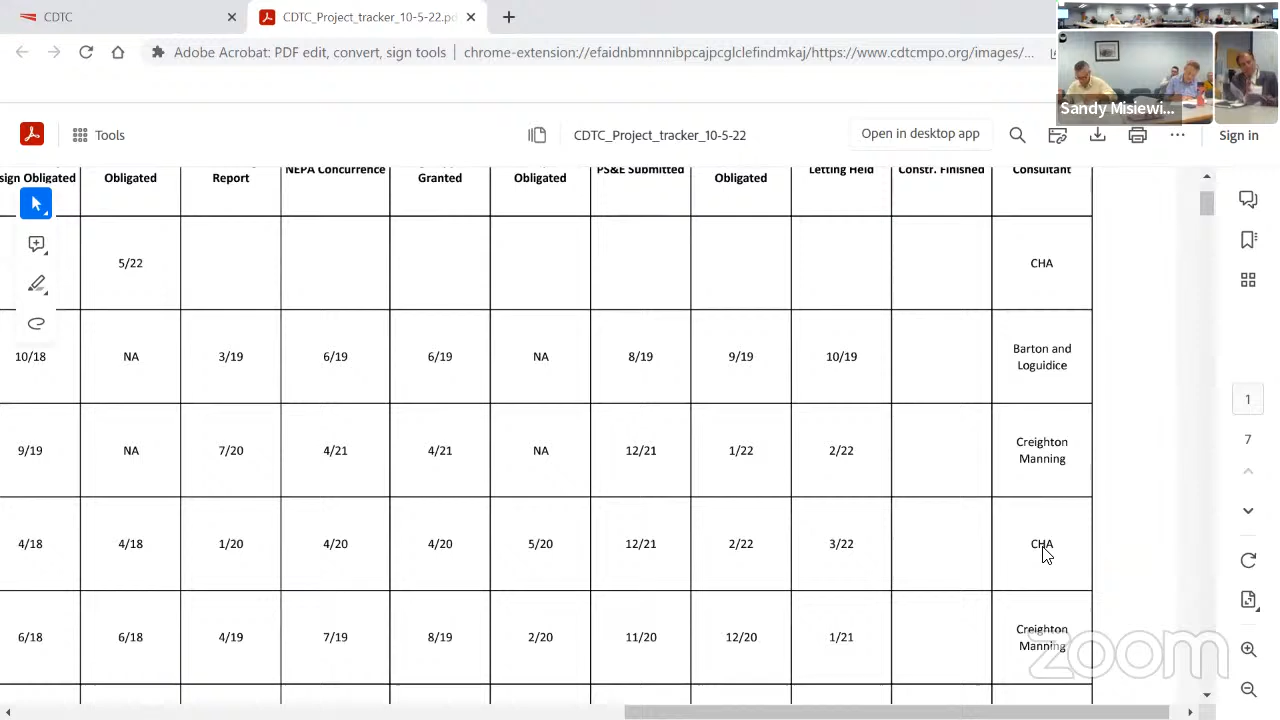 CDTC
CDTC_Project_tracker_10-5-22.pd
Adobe Acrobat: PDF edit, convert, sign tools
chrome-extension://efaidnbmnnnibpcajpcglclefindmkaj/https://www.cdtcmpo.org/images/...
Sandy Misiewi...
Tools
CDTC_Project_tracker_10-5-22
Open in desktop app
Sign in
sign Obligated
Obligated
Report
NEPA Concurrence
Granted
Obligated
PS&E Submitted
Obligated
Letting Held
Constr. Finished
Consultant
5/22
CHA
10/18
NA
3/19
6/19
6/19
NA
8/19
9/19
10/19
Barton and
Loguidice
9/19
NA
7/20
4/21
4/21
NA
12/21
1/22
2/22
Creighton
Manning
4/18
4/18
1/20
4/20
4/20
5/20
12/21
2/22
3/22
CHA
6/18
6/18
4/19
7/19
8/19
2/20
11/20
12/20
1/21
Creighton
Manning
1
7
zoom